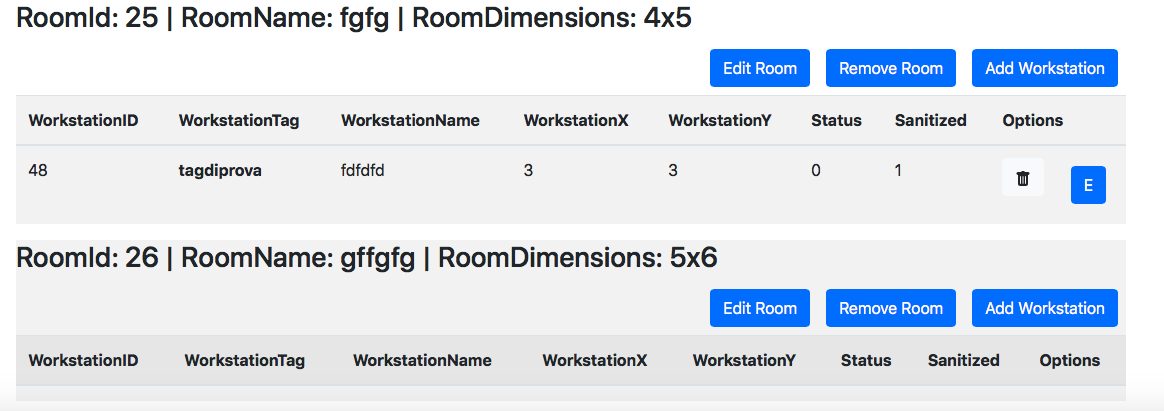 RoomId: 25 | RoomName: fgfg | RoomDimensions: 4x5
Edit Room Remove Room Add Workstation
WorkstationID WorkstationTag WorkstationName WorkstationX WorkstationY Status Sanitized Options
48 tagdiprova fdfdfd 3 3 0 1 E
RoomId: 26 | RoomName: gffgfg | RoomDimensions: 5x6
Edit Room Remove Room Add Workstation
WorkstationID WorkstationTag WorkstationName WorkstationX WorkstationY Status Sanitized Options